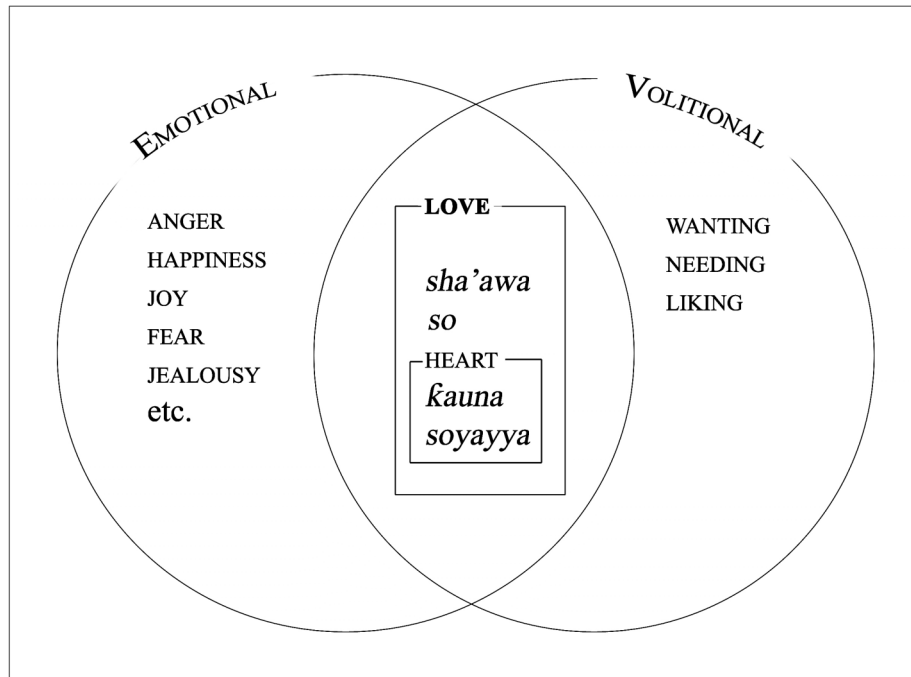 EMOTIONAL
VOLITIONAL
ANGER
HAPPINESS
JOY
FEAR
JEALOUSY
etc.
LOVE
sha'awa
so
HEART
ƙauna
soyayya
WANTING
NEEDING
LIKING